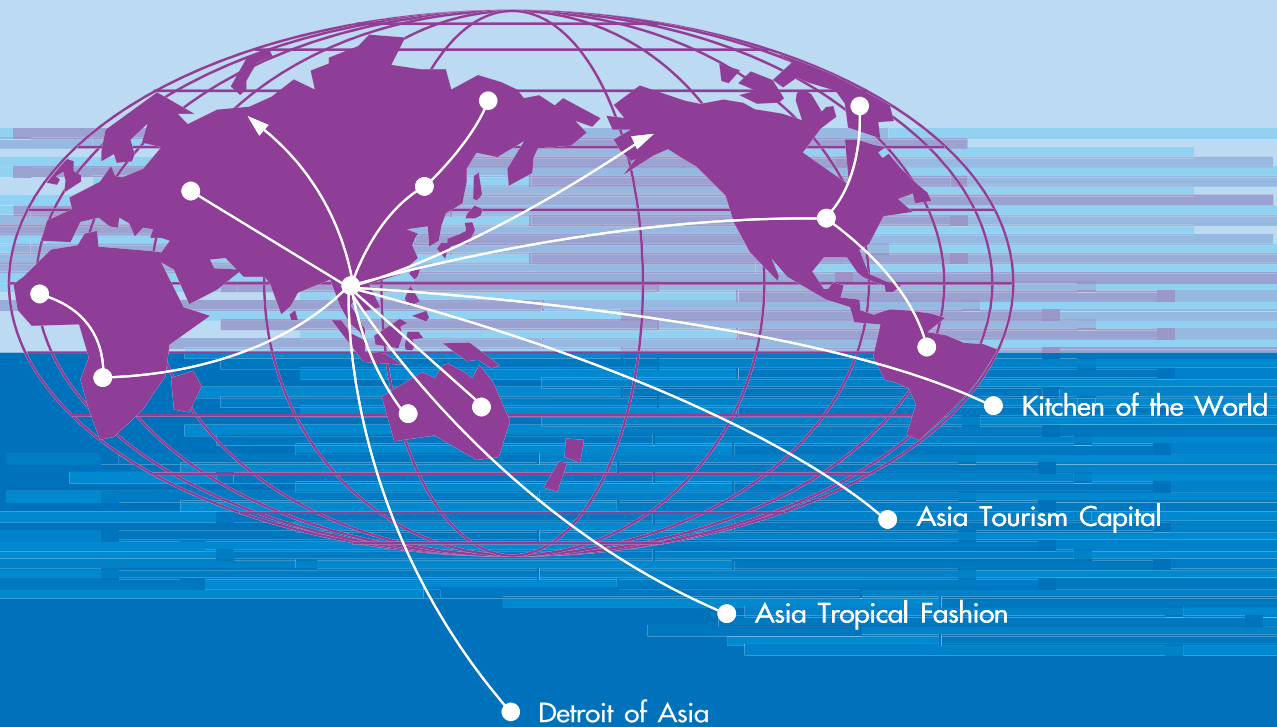 Kitchen of the World
Asia Tourism Capital
Asia Tropical Fashion
Detroit of Asia